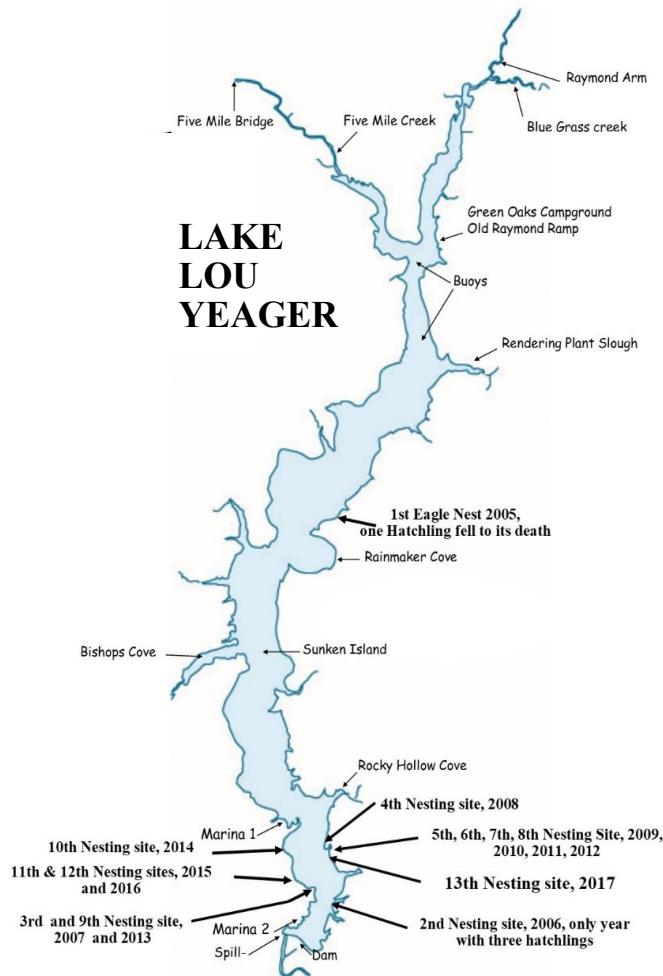 Raymond Arm
Five Mile Bridge
Five Mile Creek
Blue Grass creek
LAKE
LOU
YEAGER
Green Oaks Campground
Old Raymond Ramp
Buoys
Rendering Plant Slough
1st Eagle Nest 2005,
one Hatchling fell to its death
Rainmaker Cove
Bishops Cove
Sunken Island
Rocky Hollow Cove
4th Nesting site, 2008
Marina 1
10th Nesting site, 2014
5th, 6th, 7th, 8th Nesting Site, 2009,
2010, 2011, 2012
11th & 12th Nesting sites, 2015
and 2016
13th Nesting site, 2017
3rd and 9th Nesting site,
2007 and 2013
Marina 2
2nd Nesting site, 2006, only year
with three hatchlings
Spill-
Dam